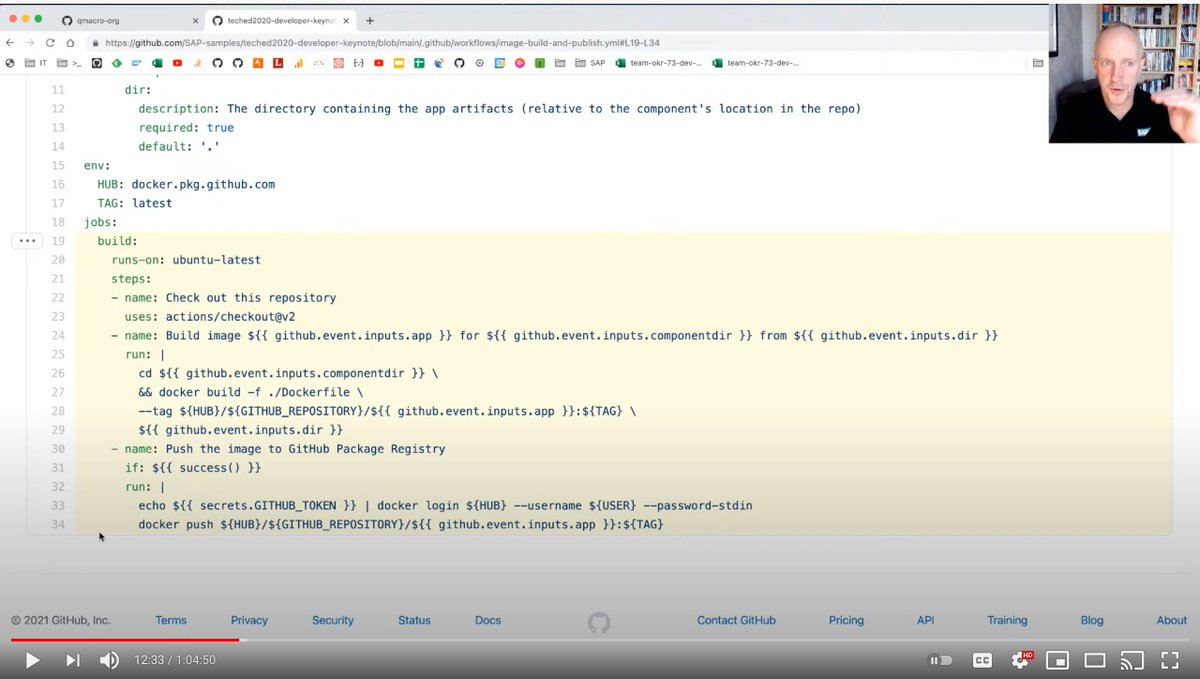 qmacro-org
teched2020-developer-keynot
https://github.com/SAP-samples/teched2020-developer-keynote/blob/main/.github/workflows/image-build-and-publish.yml#L19-L34
IT
SAP
team-okr-73-dev-...
team-okr-73-dev-...
11 dir:
12 description: The directory containing the app artifacts (relative to the component's location in the repo)
13 required: true
14 default: '.'
15 env:
16 HUB: docker.pkg.github.com
17 TAG: latest
18 jobs:
19 build:
20 runs-on: ubuntu-latest
21 steps:
22 - name: Check out this repository
23 uses: actions/checkout@v2
24 - name: Build image ${{ github.event.inputs.app }} for ${{ github.event.inputs.componentdir }} from ${{ github.event.inputs.dir }}
25 run: |
26 cd ${{ github.event.inputs.componentdir }} \
27 && docker build -f ./Dockerfile \
28 --tag ${HUB}/${GITHUB_REPOSITORY}/${{ github.event.inputs.app }}:${TAG} \
29 ${{ github.event.inputs.dir }}
30 - name: Push the image to GitHub Package Registry
31 if: ${{ success() }}
32 run: |
33 echo ${{ secrets.GITHUB_TOKEN }} | docker login ${HUB} --username ${USER} --password-stdin
34 docker push ${HUB}/${GITHUB_REPOSITORY}/${{ github.event.inputs.app }}:${TAG}
SAP
© 2021 GitHub, Inc.
Terms
Privacy
Security
Status
Docs
Contact GitHub
Pricing
API
Training
Blog
About
12:33 / 1:04:50
CC
HD